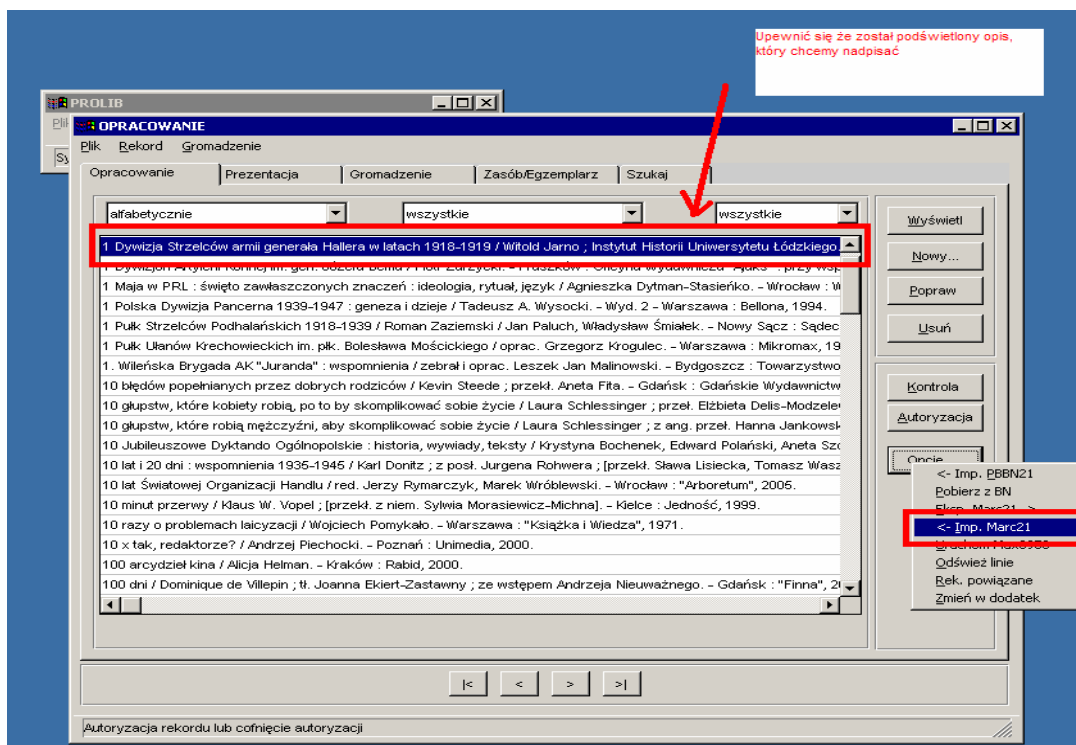 Upewnić się że został podświetlony opis,
który chcemy nadpisać
PROLIB
Plik
OPRACOWANIE
Plik Rekord Gromadzenie
Sy
Opracowanie Prezentacja Gromadzenie Zasób/Egzemplarz Szukaj
alfabetycznie wszystkie wszystkie
1 Dywizja Strzelców armii generała Hallera w latach 1918-1919 / Witold Jarno ; Instytut Historii Uniwersytetu Łódzkiego.
1 Maja w PRL : święto zawłaszczonych znaczeń : ideologia, rytuał, język / Agnieszka Dytman-Stasieńko. – Wrocław : W
1 Polska Dywizja Pancerna 1939-1947 : geneza i dzieje / Tadeusz A. Wysocki. – Wyd. 2 – Warszawa : Bellona, 1994.
1 Pułk Strzelców Podhalańskich 1918-1939 / Roman Zaziemski / Jan Paluch, Władysław Śmiałek. – Nowy Sącz : Sądec
1 Pułk Ułanów Krechowieckich im. płk. Bolesława Mościckiego / oprac. Grzegorz Krogulec. – Warszawa : Mikromax, 19
1. Wileńska Brygada AK "Juranda" : wspomnienia / zebrał i oprac. Leszek Jan Malinowski. – Bydgoszcz : Towarzystwo
10 błędów popełnianych przez dobrych rodziców / Kevin Steede ; przekł. Aneta Fita. – Gdańsk : Gdańskie Wydawnictw
10 głupstw, które kobiety robią, po to by skomplikować sobie życie / Laura Schlessinger ; przeł. Elżbieta Delis-Modzelew
10 głupstw, które robią mężczyźni, aby skomplikować sobie życie / Laura Schlessinger ; z ang. przeł. Hanna Jankowsk
10 Jubileuszowe Dyktando Ogólnopolskie : historia, wywiady, teksty / Krystyna Bochenek, Edward Polański, Aneta Szc
10 lat i 20 dni : wspomnienia 1935-1945 / Karl Donitz ; z posł. Jurgena Rohwera ; [przekł. Sława Lisiecka, Tomasz Wasz
10 lat Światowej Organizacji Handlu / red. Jerzy Rymarczyk, Marek Wróblewski. – Wrocław : "Arboretum", 2005.
10 minut przerwy / Klaus W. Vopel ; [przekł. z niem. Sylwia Morasiewicz-Michna]. – Kielce : Jedność, 1999.
10 razy o problemach laicyzacji / Wojciech Pomykało. – Warszawa : "Książka i Wiedza", 1971.
10 x tak, redaktorze? / Andrzej Piechocki. – Poznań : Unimedia, 2000.
100 arcydzieł kina / Alicja Helman. – Kraków : Rabid, 2000.
100 dni / Dominique de Villepin ; tł. Joanna Ekiert-Zastawny ; ze wstępem Andrzeja Nieuważnego. – Gdańsk : "Finna", 2
Wyświetl
Nowy...
Popraw
Usuń
Kontrola
Autoryzacja
Opcje
<- Imp. PBBN21
Pobierz z BN
Eksp. Marc21 ->
<- Imp. Marc21
Odśwież linie
Rek. powiązane
Zmień w dodatek
|< < > >|
Autoryzacja rekordu lub cofnięcie autoryzacji